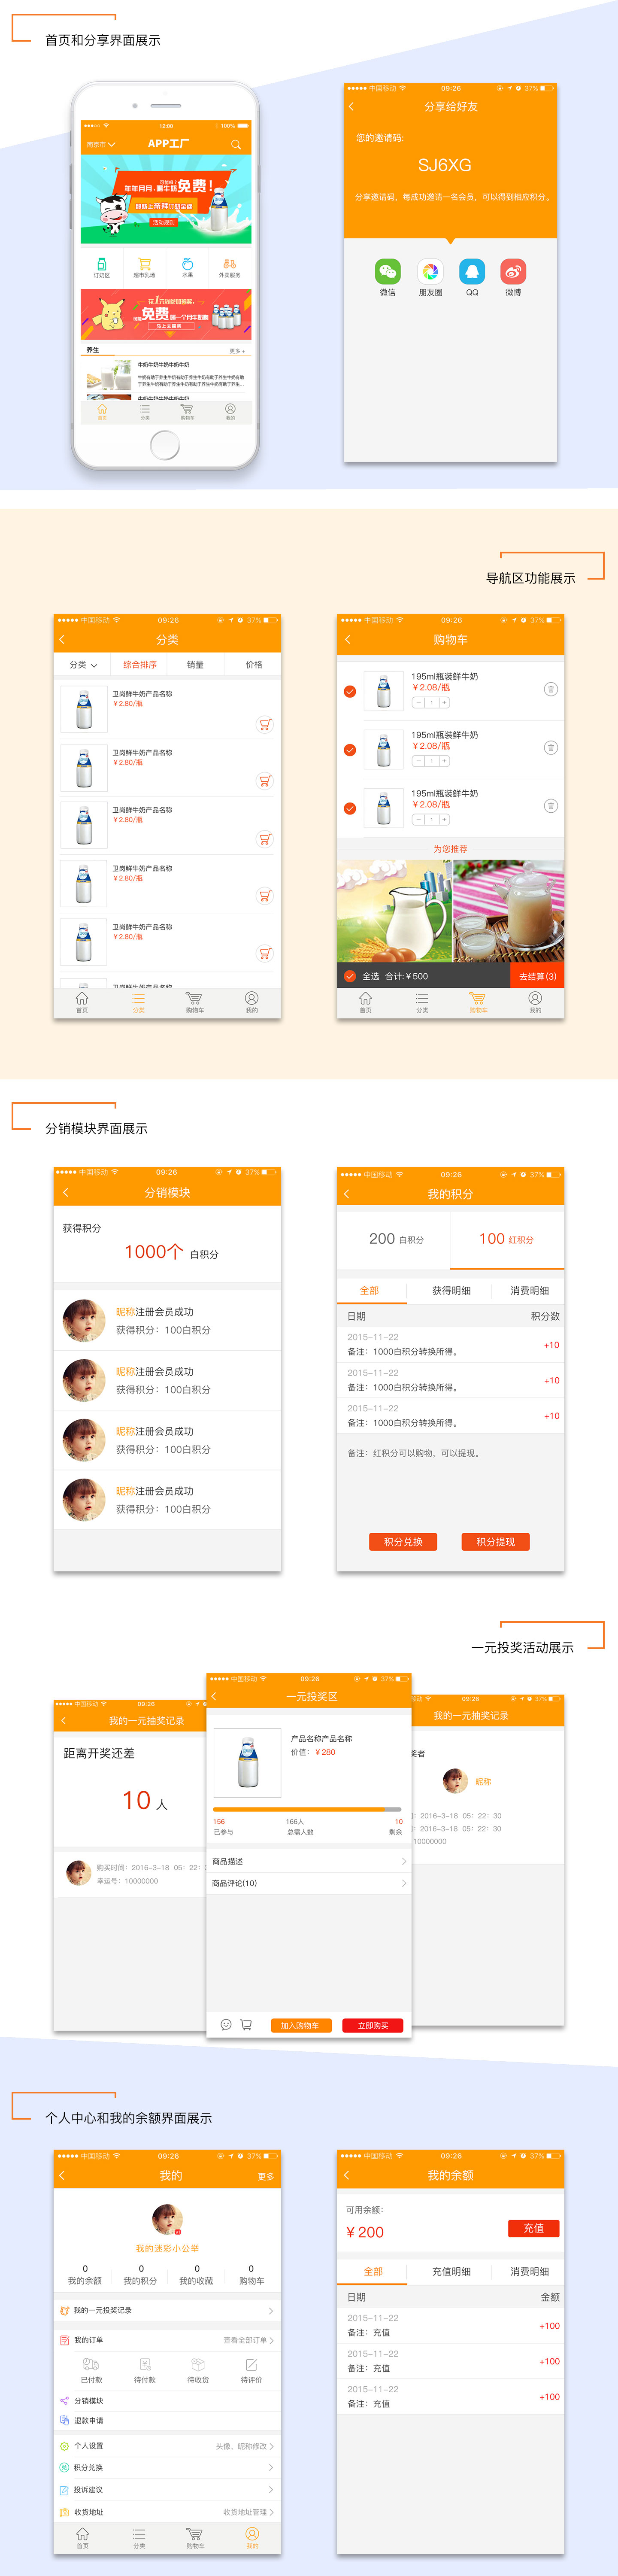 首页和分享界面展示
12:00
100%
南京市
APP工厂
年年月月 喝牛奶 免费!
活动规则
订奶区
超市乳场
水果
外卖服务
免费
养生
更多
牛奶牛奶牛奶牛奶牛奶
首页
分类
购物车
我的
中国移动
09:26
37%
分享给好友
您的邀请码:
SJ6XG
分享邀请码，每成功邀请一名会员，可以得到相应积分。
微信
朋友圈
QQ
微博
导航区功能展示
中国移动
09:26
37%
分类
分类
综合排序
销量
价格
卫岗鲜牛奶产品名称
¥2.80/瓶
卫岗鲜牛奶产品名称
¥2.80/瓶
卫岗鲜牛奶产品名称
¥2.80/瓶
卫岗鲜牛奶产品名称
¥2.80/瓶
卫岗鲜牛奶产品名称
¥2.80/瓶
首页
分类
购物车
我的
中国移动
09:26
37%
购物车
195ml瓶装鲜牛奶
¥2.08/瓶
1
195ml瓶装鲜牛奶
¥2.08/瓶
1
195ml瓶装鲜牛奶
¥2.08/瓶
1
为您推荐
全选 合计:¥500
去结算(3)
首页
分类
购物车
我的
分销模块界面展示
中国移动
09:26
37%
分销模块
获得积分
1000个 白积分
昵称注册会员成功
获得积分：100白积分
昵称注册会员成功
获得积分：100白积分
昵称注册会员成功
获得积分：100白积分
昵称注册会员成功
获得积分：100白积分
中国移动
09:26
37%
我的积分
200 白积分
100 红积分
全部
获得明细
消费明细
日期
积分数
2015-11-22
备注：1000白积分转换所得。
+10
2015-11-22
备注：1000白积分转换所得。
+10
2015-11-22
备注：1000白积分转换所得。
+10
备注：红积分可以购物，可以提现。
积分兑换
积分提现
一元投奖活动展示
中国移动
09:26
我的一元抽奖记录
距离开奖还差
10 人
购买时间：2016-3-18 05：22：
幸运号：10000000
中国移动
09:26
37%
一元投奖区
产品名称产品名称
价值：¥280
156
已参与
166人
总需人数
10
剩余
商品描述
商品评论(10)
加入购物车
立即购买
09:26
37%
我的一元抽奖记录
奖者
昵称
2016-3-18 05：22：30
2016-3-18 05：22：30
10000000
个人中心和我的余额界面展示
中国移动
09:26
37%
我的
更多
我的迷彩小公举
0
我的余额
0
我的积分
0
我的收藏
0
购物车
我的一元投奖记录
我的订单
查看全部订单
已付款
待付款
待收货
待评价
分销模块
退款申请
个人设置
头像、昵称修改
积分兑换
投诉建议
收货地址
收货地址管理
首页
分类
购物车
我的
中国移动
09:26
37%
我的余额
可用余额：
¥200
充值
全部
充值明细
消费明细
日期
金额
2015-11-22
备注：充值
+100
2015-11-22
备注：充值
+100
2015-11-22
备注：充值
+100